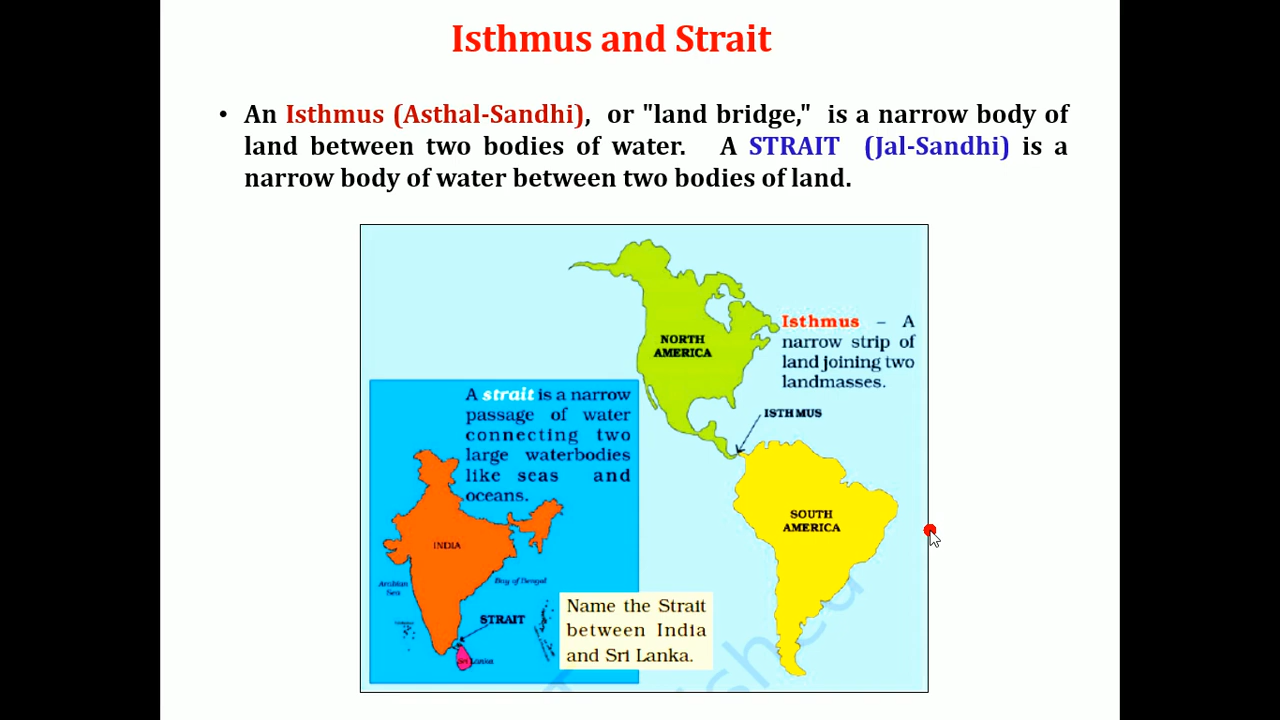 Isthmus and Strait
• An Isthmus (Asthal-Sandhi), or "land bridge," is a narrow body of
land between two bodies of water. A STRAIT (Jal-Sandhi) is a
narrow body of water between two bodies of land.
NORTH
AMERICA
Isthmus – A
narrow strip of
land joining two
landmasses.
ISTHMUS
SOUTH
AMERICA
A strait is a narrow
passage of water
connecting two
large waterbodies
like seas and
oceans.
INDIA
Arabian
Sea
Bay of Bengal
STRAIT
Sri Lanka
Name the Strait
between India
and Sri Lanka.